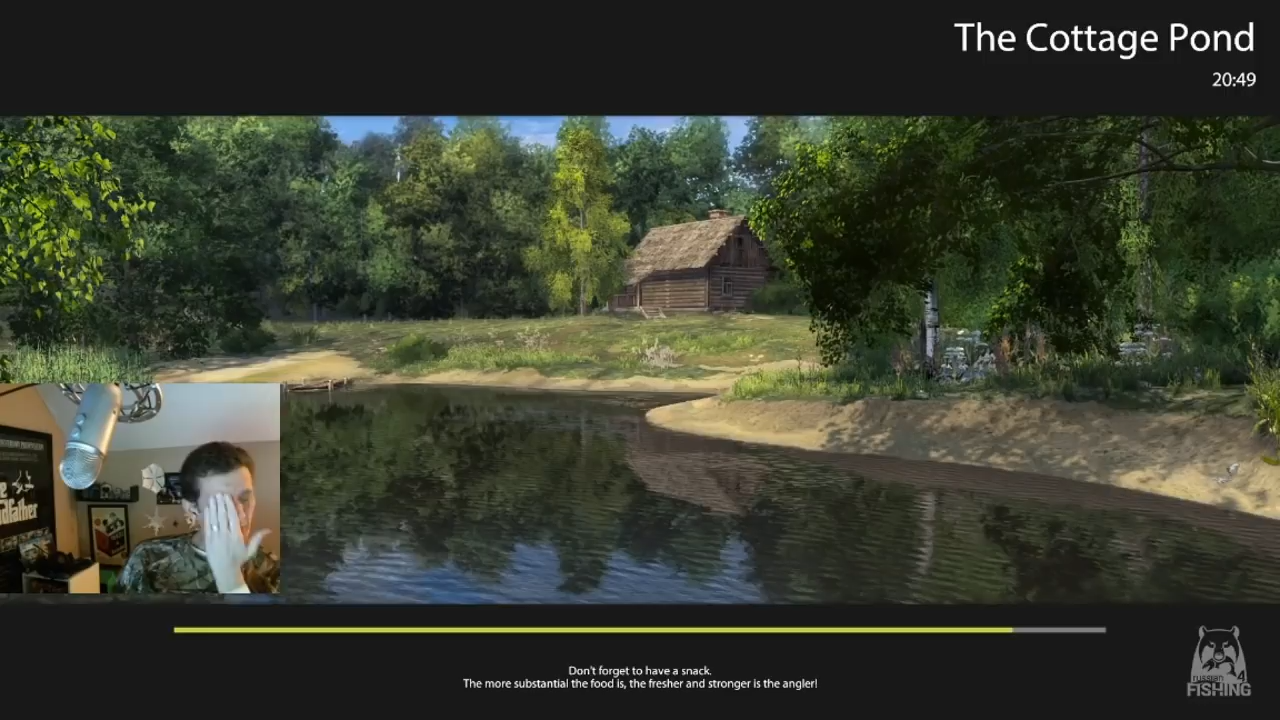 The Cottage Pond
20:49
Don't forget to have a snack.
The more substantial the food is, the fresher and stronger is the angler!
russian 4
FISHING